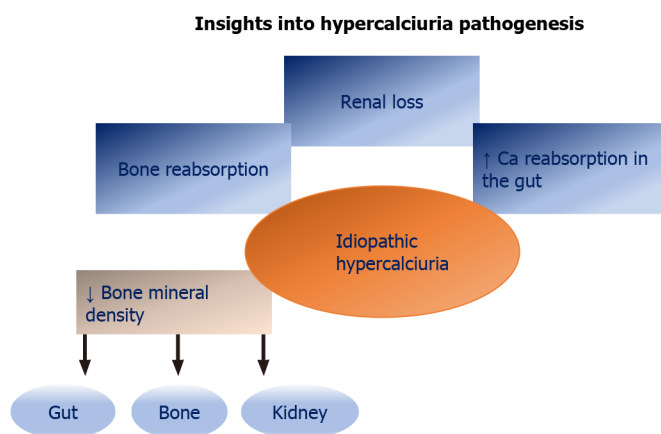 Insights into hypercalciuria pathogenesis
Renal loss
Bone reabsorption
↑ Ca reabsorption in
the gut
Idiopathic
hypercalciuria
↓ Bone mineral
density
Gut
Bone
Kidney